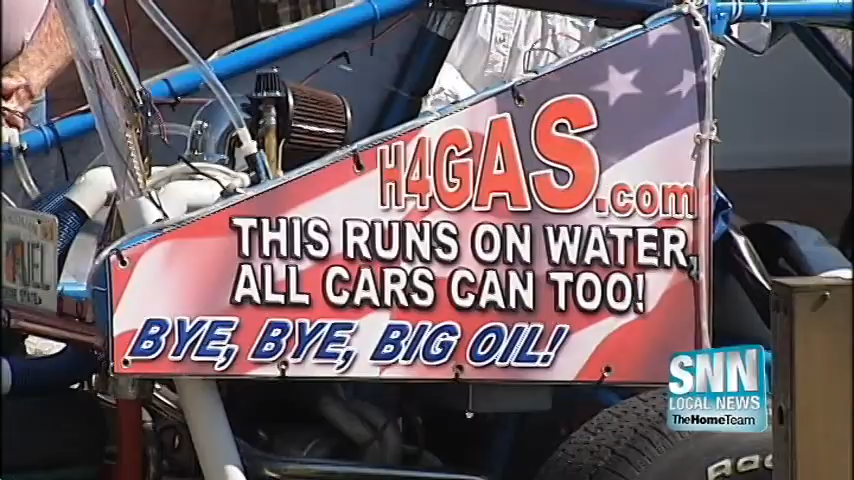 H4GAS.com
THIS RUNS ON WATER,
ALL CARS CAN TOO!
BYE, BYE, BIG OIL!
SNN
LOCAL NEWS
TheHomeTeam